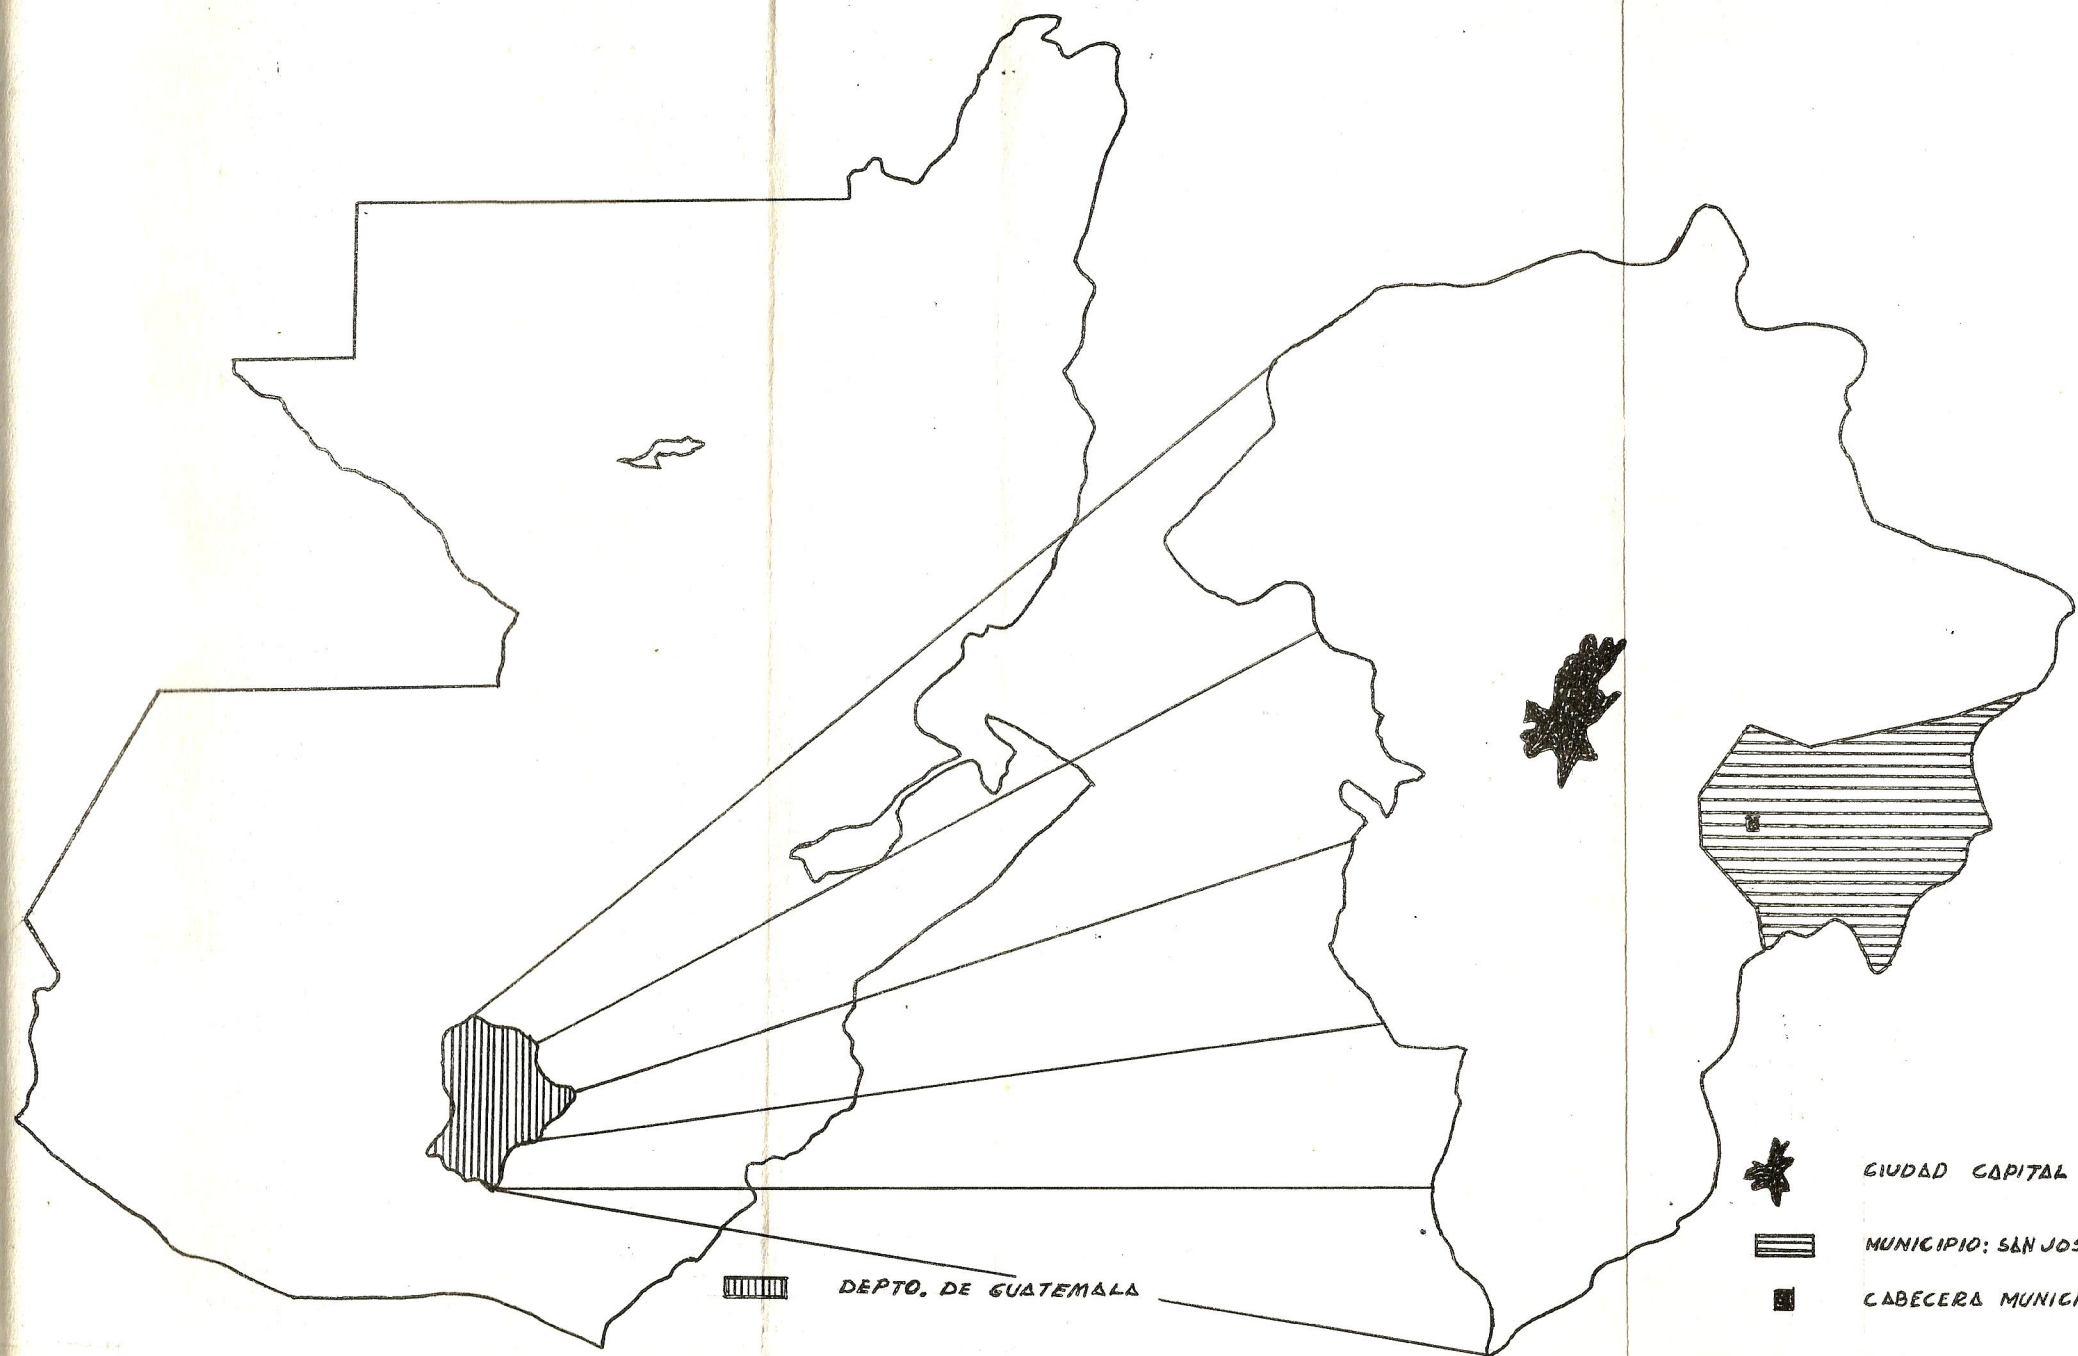 CIUDAD CAPITAL
MUNICIPIO: SAN JOS
CABECERA MUNICI
DEPTO. DE GUATEMALA